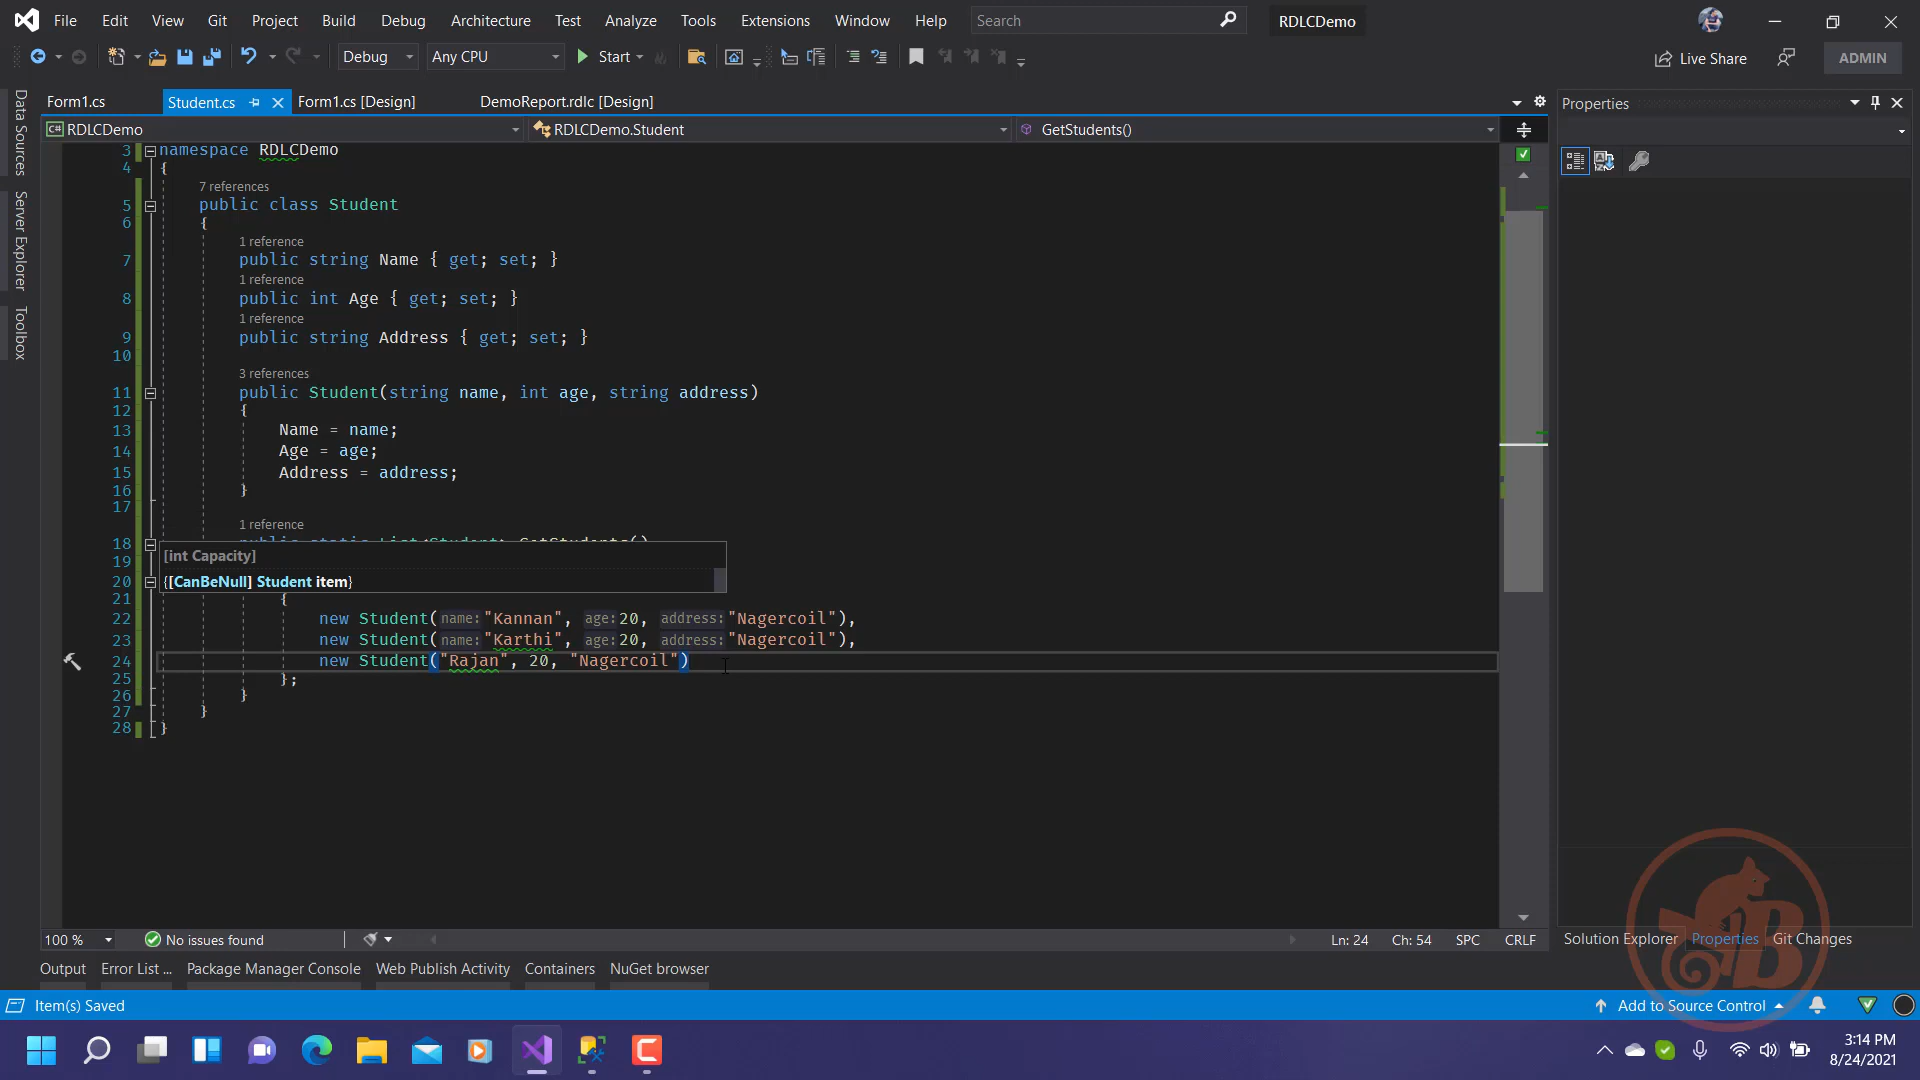 File Edit View Git Project Build Debug Architecture Test Analyze Tools Extensions Window Help Search RDLCDemo
Debug Any CPU Start Live Share ADMIN
Form1.cs Student.cs Form1.cs [Design] DemoReport.rdlc [Design]
Properties
RDLCDemo RDLCDemo.Student GetStudents()
Data Sources
Server Explorer
Toolbox
3 namespace RDLCDemo
4 {
7 references
5 public class Student
6 {
1 reference
7 public string Name { get; set; }
1 reference
8 public int Age { get; set; }
1 reference
9 public string Address { get; set; }
10
3 references
11 public Student(string name, int age, string address)
12 {
13 Name = name;
14 Age = age;
15 Address = address;
16 }
17
1 reference
18 public static List<Student> GetStudents()
19
[int Capacity]
20
{[CanBeNull] Student item}
21 {
22 new Student(name: "Kannan", age: 20, address: "Nagercoil"),
23 new Student(name: "Karthi", age: 20, address: "Nagercoil"),
24 new Student("Rajan", 20, "Nagercoil")
25 };
26 }
27 }
28 }
100 % No issues found Ln: 24 Ch: 54 SPC CRLF
Solution Explorer Properties Git Changes
Output Error List ... Package Manager Console Web Publish Activity Containers NuGet browser
Item(s) Saved Add to Source Control
3:14 PM
8/24/2021